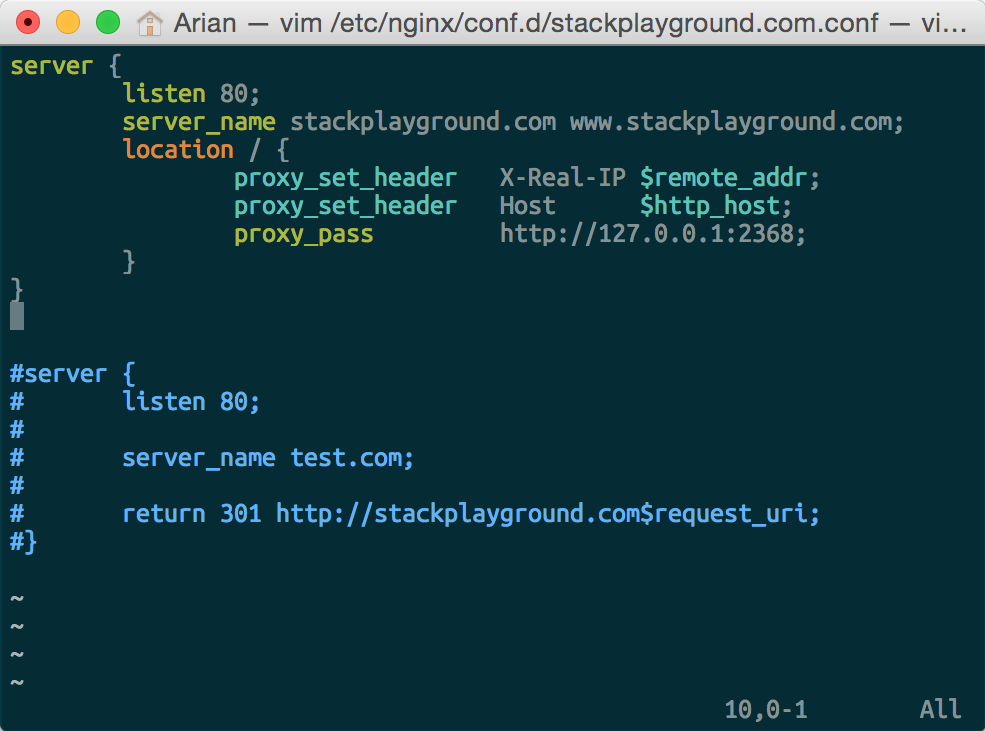 Arian — vim /etc/nginx/conf.d/stackplayground.com.conf — vi...
server {
        listen 80;
        server_name stackplayground.com www.stackplayground.com;
        location / {
                proxy_set_header   X-Real-IP $remote_addr;
                proxy_set_header   Host      $http_host;
                proxy_pass         http://127.0.0.1:2368;
        }
}
#server {
#       listen 80;
#
#       server_name test.com;
#
#       return 301 http://stackplayground.com$request_uri;
#}
~
~
~
~
10,0-1        All